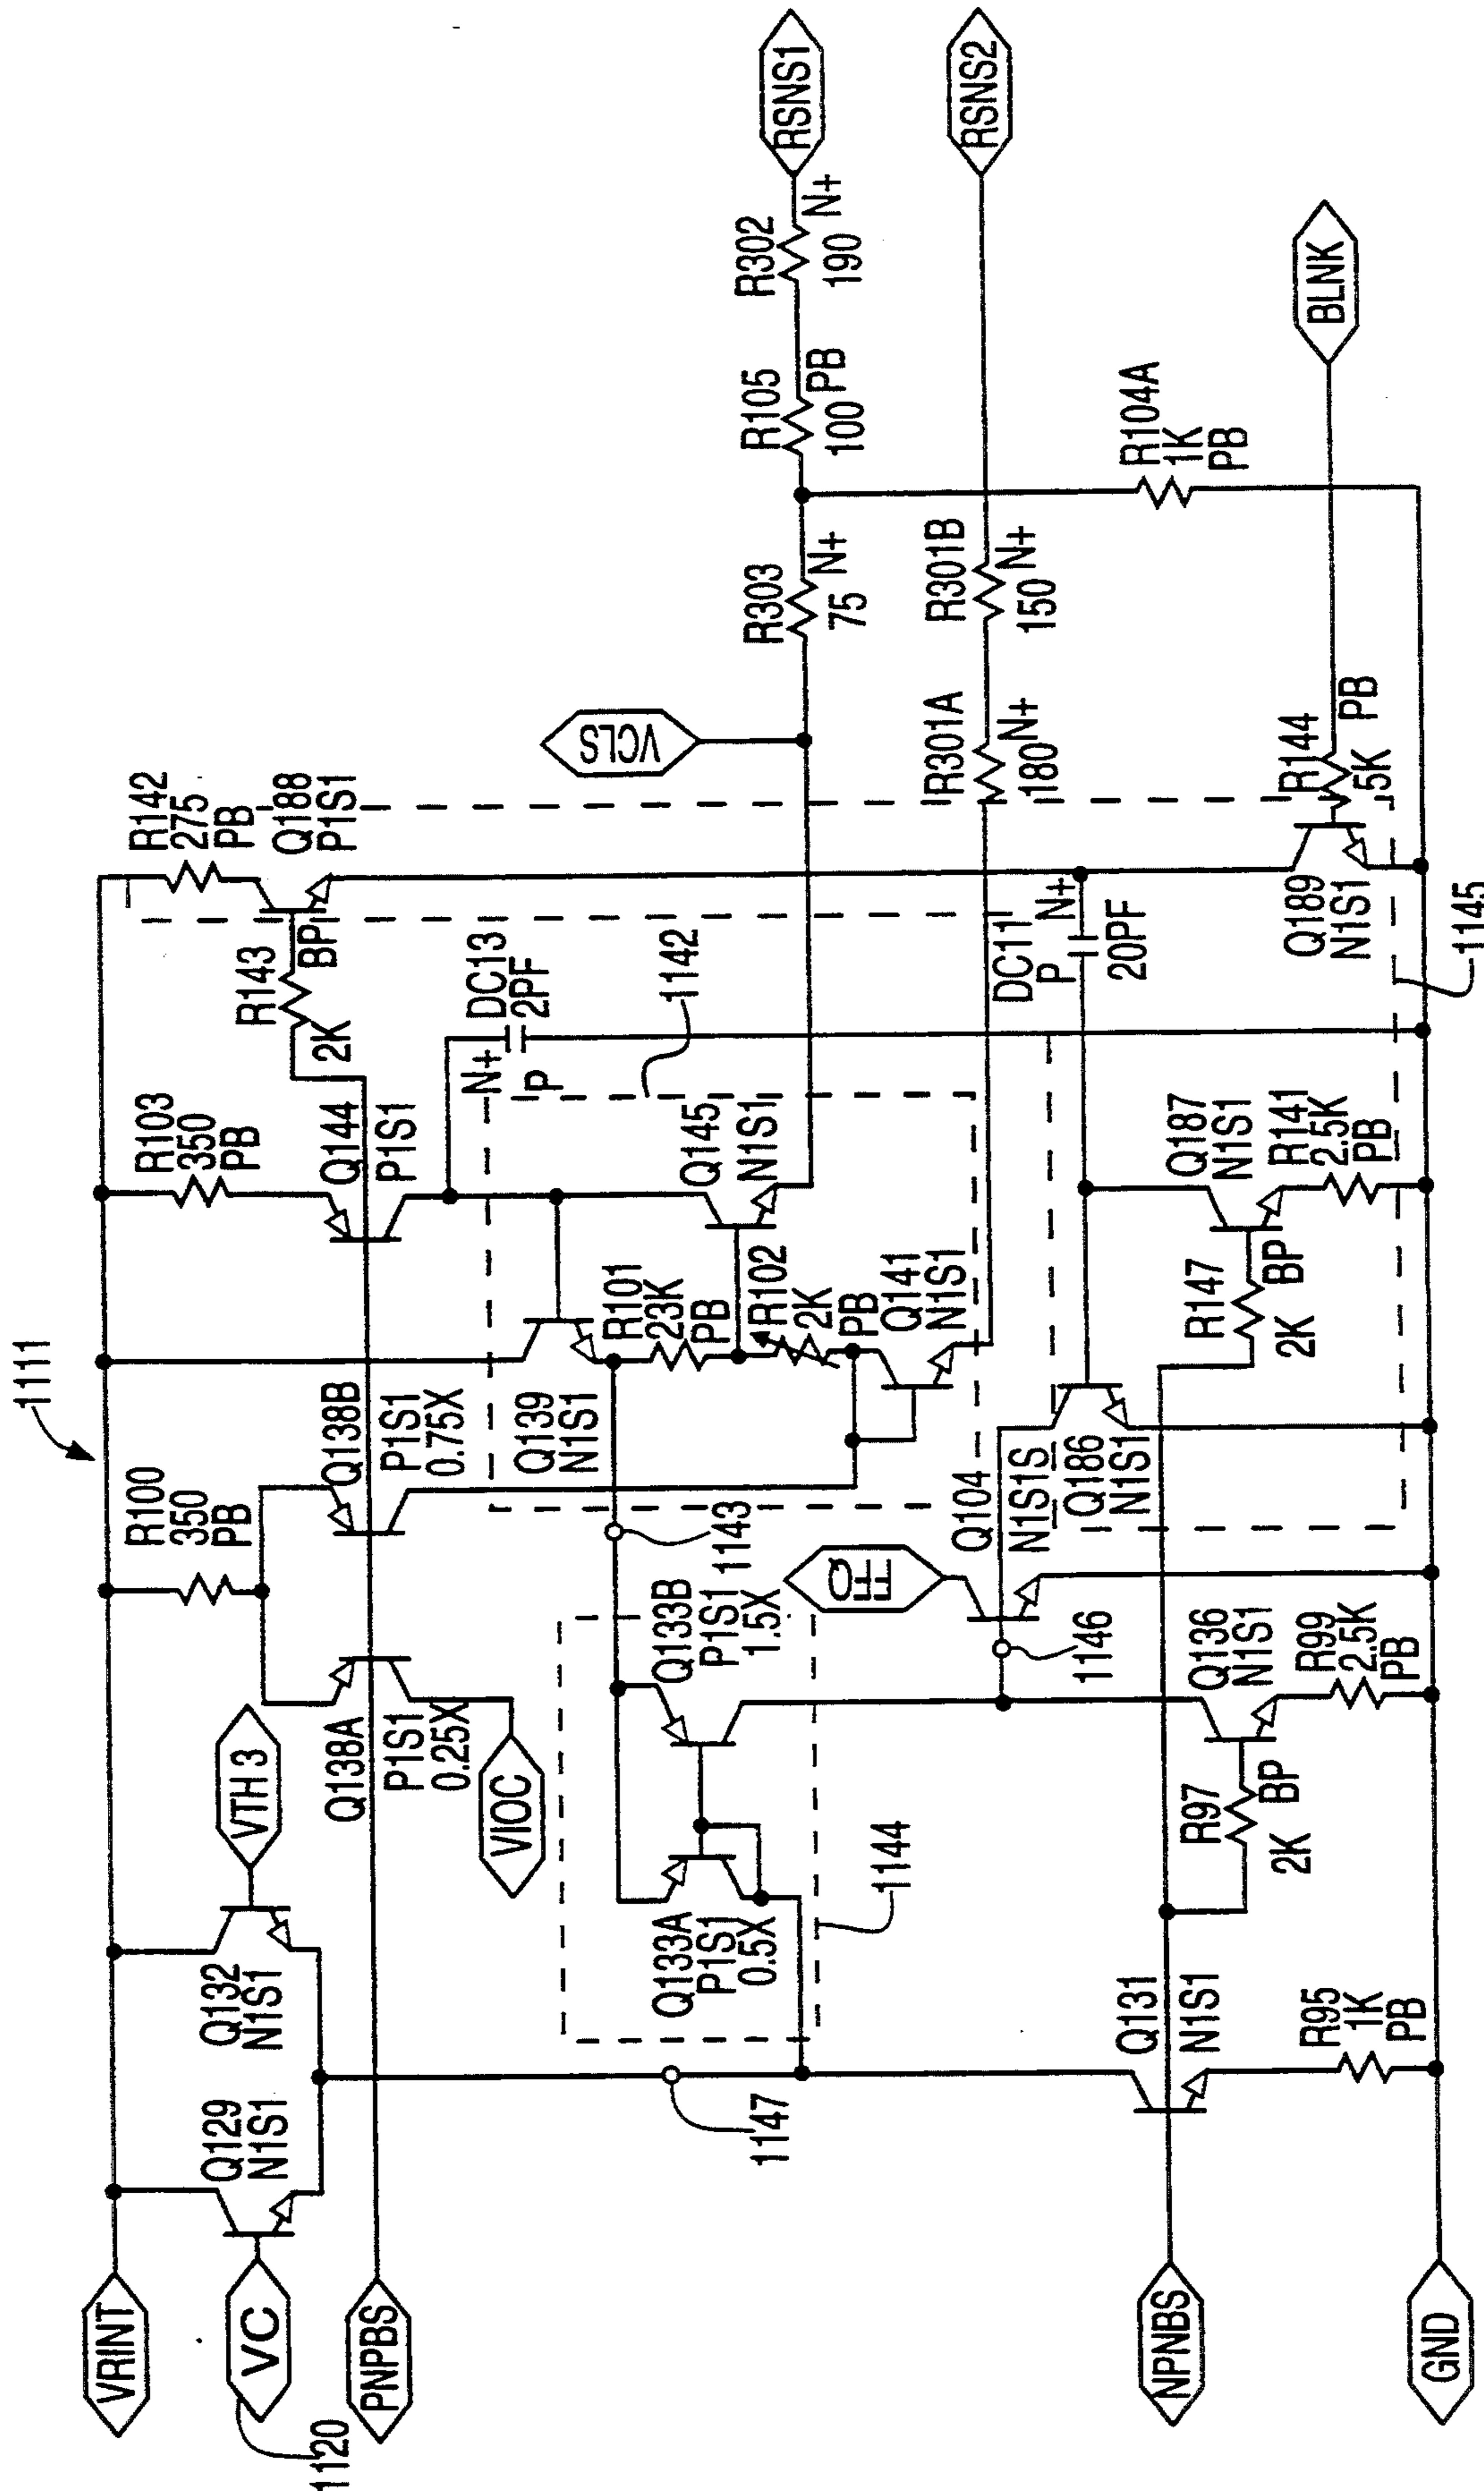 1111
VRINT
VC
1120
PNPBS
NPNBS
GND
Q129
N1S1
Q132
N1S1
VTH 3
R100
350
PB
Q138A
P1S1
0.25X
VIOC
Q138B
P1S1
0.75X
R103
350
PB
Q144
P1S1
R143
2K
BP
R142
275
PB
Q188
P1S1
DC13
2PF
N+
P
1142
Q139
N1S1
R101
23K
PB
R102
2K
PB
Q145
N1S1
Q141
N1S1
VCLS
R303
75
N+
R105
100
PB
R302
190
N+
RSNS1
RSNS2
R301A
180
N+
R301B
150
N+
R104A
1K
PB
BLNK
R144
5K
PB
1143
Q133A
P1S1
0.5X
Q133B
P1S1
1.5X
1144
1147
FFQ
Q104
N1S1S
1146
Q186
N1S1
DC11
P
N+
20PF
Q187
N1S1
R147
2K
BP
R141
2.5K
PB
Q189
N1S1
1145
Q131
N1S1
R95
1K
PB
R97
2K
BP
Q136
N1S1
R99
2.5K
PB